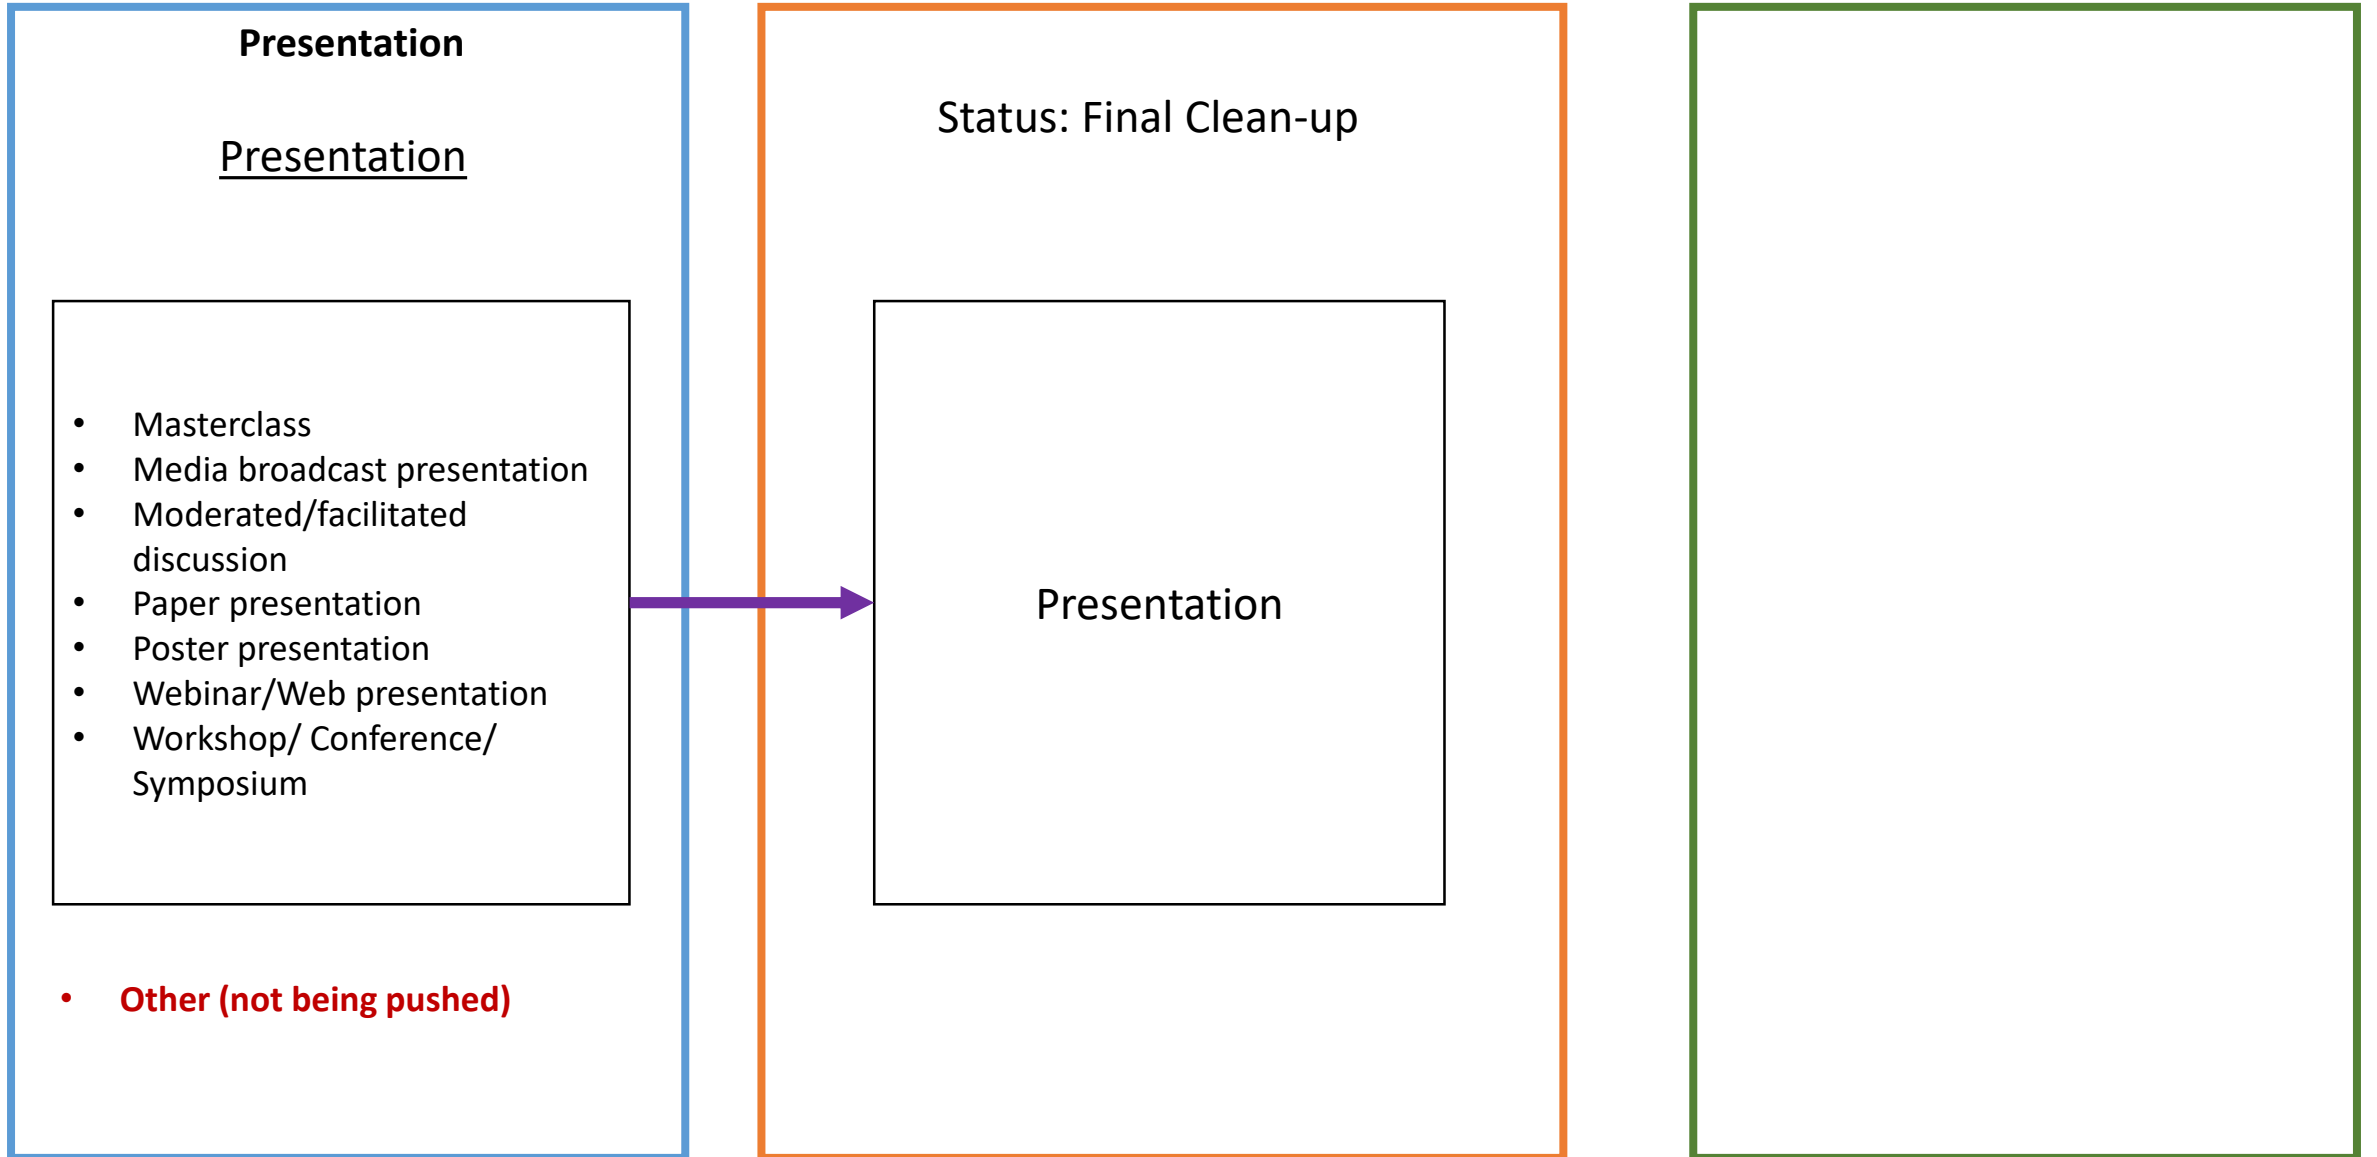 Presentation
Presentation
• Masterclass
• Media broadcast presentation
• Moderated/facilitated
discussion
• Paper presentation
• Poster presentation
• Webinar/Web presentation
• Workshop/ Conference/
Symposium
• Other (not being pushed)
Status: Final Clean-up
Presentation